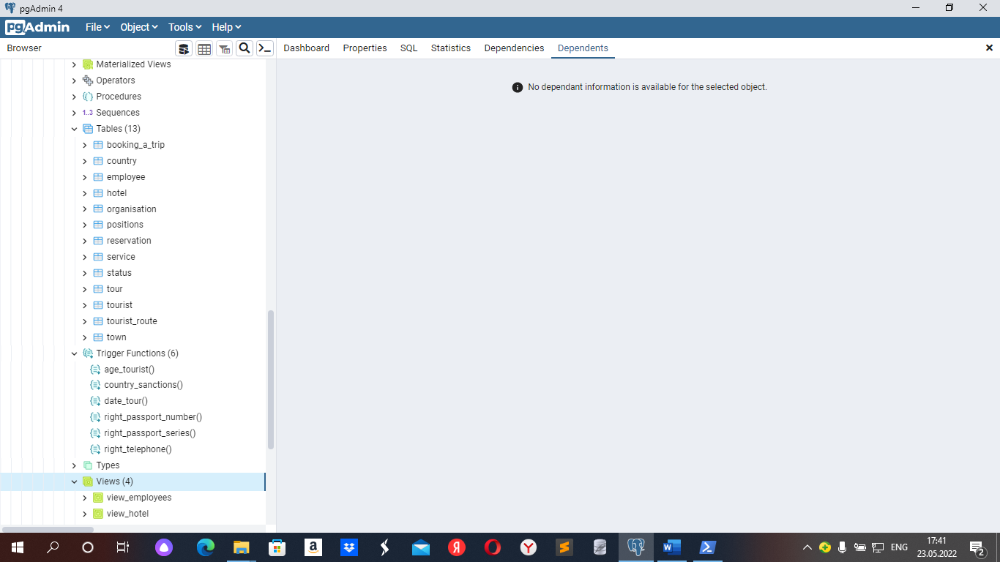 pgAdmin 4
pgAdmin File Object Tools Help
Browser Dashboard Properties SQL Statistics Dependencies Dependents
Materialized Views
No dependant information is available for the selected object.
Operators
Procedures
1..3 Sequences
Tables (13)
booking_a_trip
country
employee
hotel
organisation
positions
reservation
service
status
tour
tourist
tourist_route
town
Trigger Functions (6)
age_tourist()
country_sanctions()
date_tour()
right_passport_number()
right_passport_series()
right_telephone()
Types
Views (4)
view_employees
view_hotel
ENG
17:41
23.05.2022
2